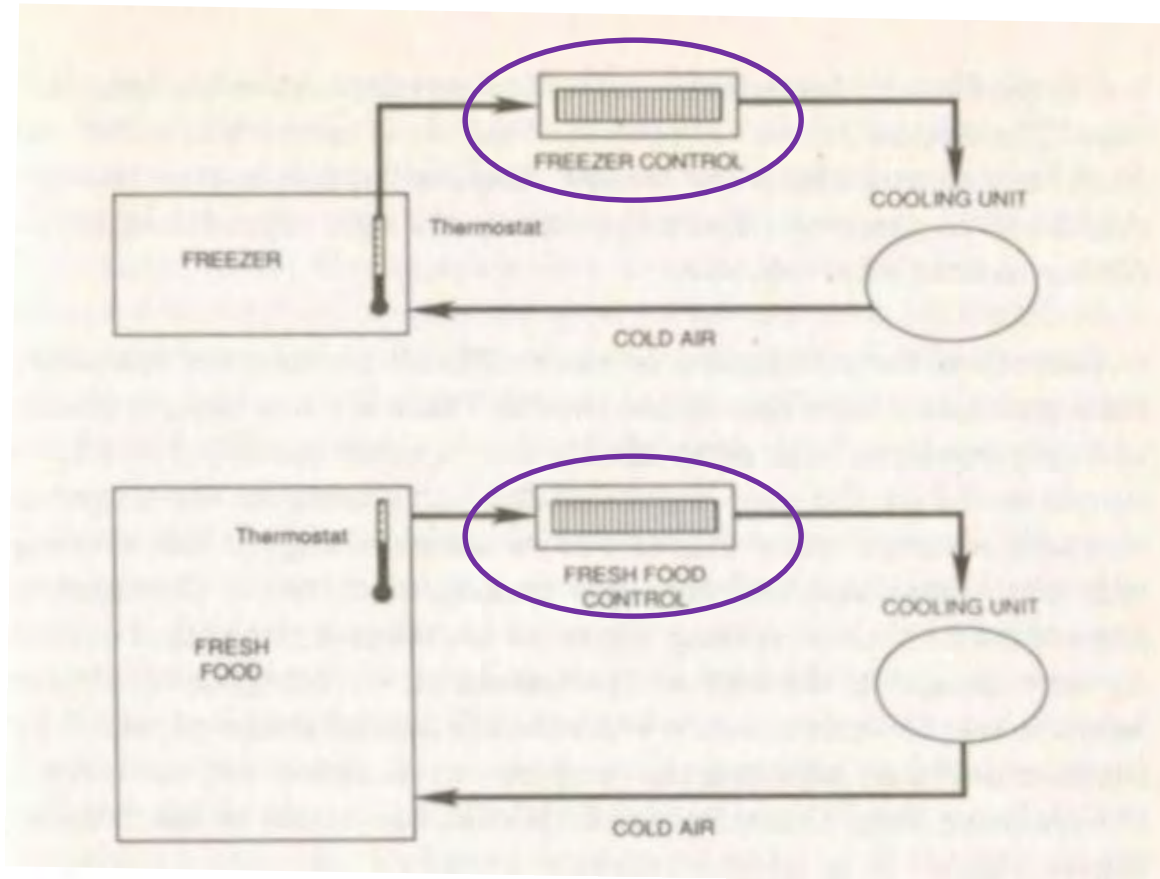 FREEZER CONTROL
COOLING UNIT
Thermostat
FREEZER
COLD AIR
Thermostat
FRESH FOOD
CONTROL
COOLING UNIT
FRESH
FOOD
COLD AIR